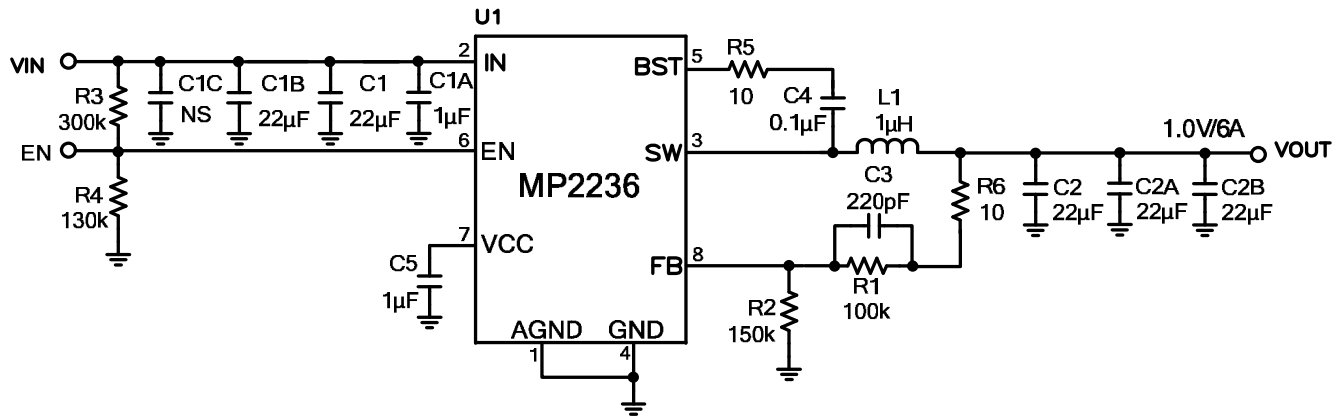 U1
VIN
2
IN
R3
300k
C1C
NS
C1B
22µF
C1
22µF
C1A
1µF
EN
6
EN
R4
130k
MP2236
7
VCC
C5
1µF
AGND
GND
1
4
BST
5
R5
10
C4
0.1µF
SW
3
L1
1µH
1.0V/6A
VOUT
C3
220pF
R6
10
C2
22µF
C2A
22µF
C2B
22µF
FB
8
R1
100k
R2
150k